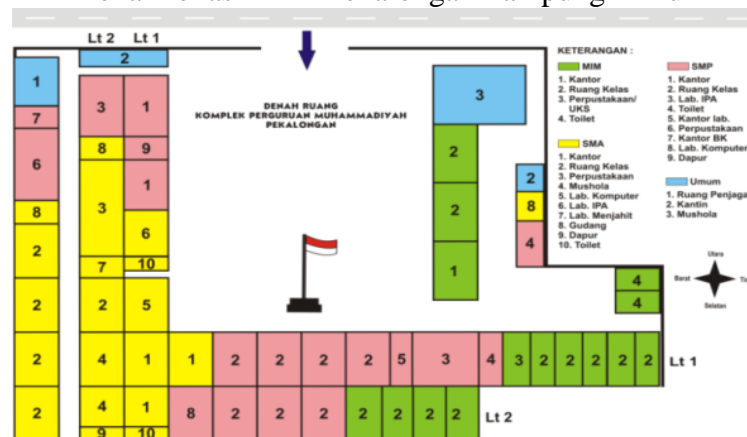 Lt 2 Lt 1
DENAH RUANG
KOMPLEK PERGURUAN MUHAMMADIYAH
PEKALONGAN
KETERANGAN :
MIM
1. Kantor
2. Ruang Kelas
3. Perpustakaan/
UKS
4. Toilet
SMA
1. Kantor
2. Ruang Kelas
3. Perpustakaan
4. Mushola
5. Lab. Komputer
6. Lab. IPA
7. Lab. Menjahit
8. Gudang
9. Dapur
10. Toilet
SMP
1. Kantor
2. Ruang Kelas
3. Lab. IPA
4. Toilet
5. Kantor lab.
6. Perpustakaan
7. Kantor BK
8. Lab. Komputer
9. Dapur
Umum
1. Ruang Penjaga
2. Kantin
3. Mushola
Utara
Barat
Selatan
1
7
6
8
2
2
2
2
2
3 1
8 9
3 1
6
7 10
2 5
4 1 1 2 2 2 2 5 3 4 3 2 2 2 2 2 Lt 1
4 1 8 2 2 2 2 2 2 2 Lt 2
9 10
3
2
2
1
2
8
4
4
4